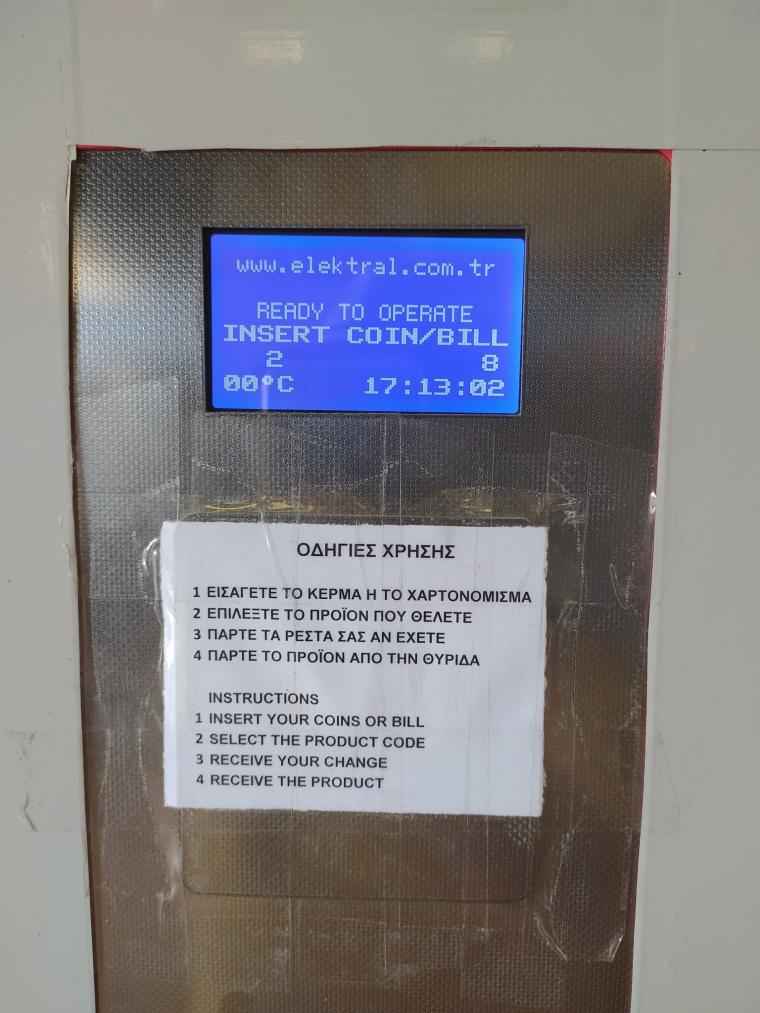 www.elektral.com.tr
READY TO OPERATE
INSERT COIN/BILL
2 8
00°C 17:13:02
ΟΔΗΓΙΕΣ ΧΡΗΣΗΣ
1 ΕΙΣΑΓΕΤΕ ΤΟ ΚΕΡΜΑ Η ΤΟ ΧΑΡΤΟΝΟΜΙΣΜΑ
2 ΕΠΙΛΕΞΤΕ ΤΟ ΠΡΟΪΟΝ ΠΟΥ ΘΕΛΕΤΕ
3 ΠΑΡΤΕ ΤΑ ΡΕΣΤΑ ΣΑΣ ΑΝ ΕΧΕΤΕ
4 ΠΑΡΤΕ ΤΟ ΠΡΟΪΟΝ ΑΠΟ ΤΗΝ ΘΥΡΙΔΑ
INSTRUCTIONS
1 INSERT YOUR COINS OR BILL
2 SELECT THE PRODUCT CODE
3 RECEIVE YOUR CHANGE
4 RECEIVE THE PRODUCT